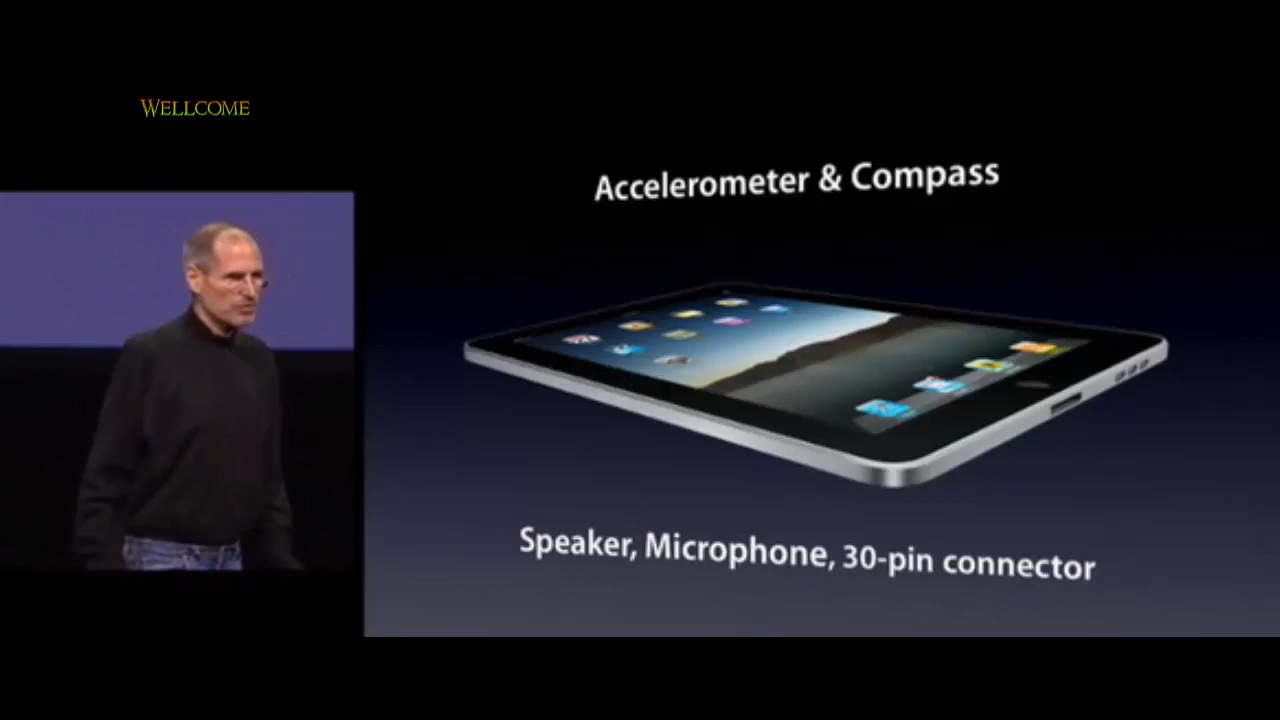 Wellcome
Accelerometer & Compass
Speaker, Microphone, 30-pin connector